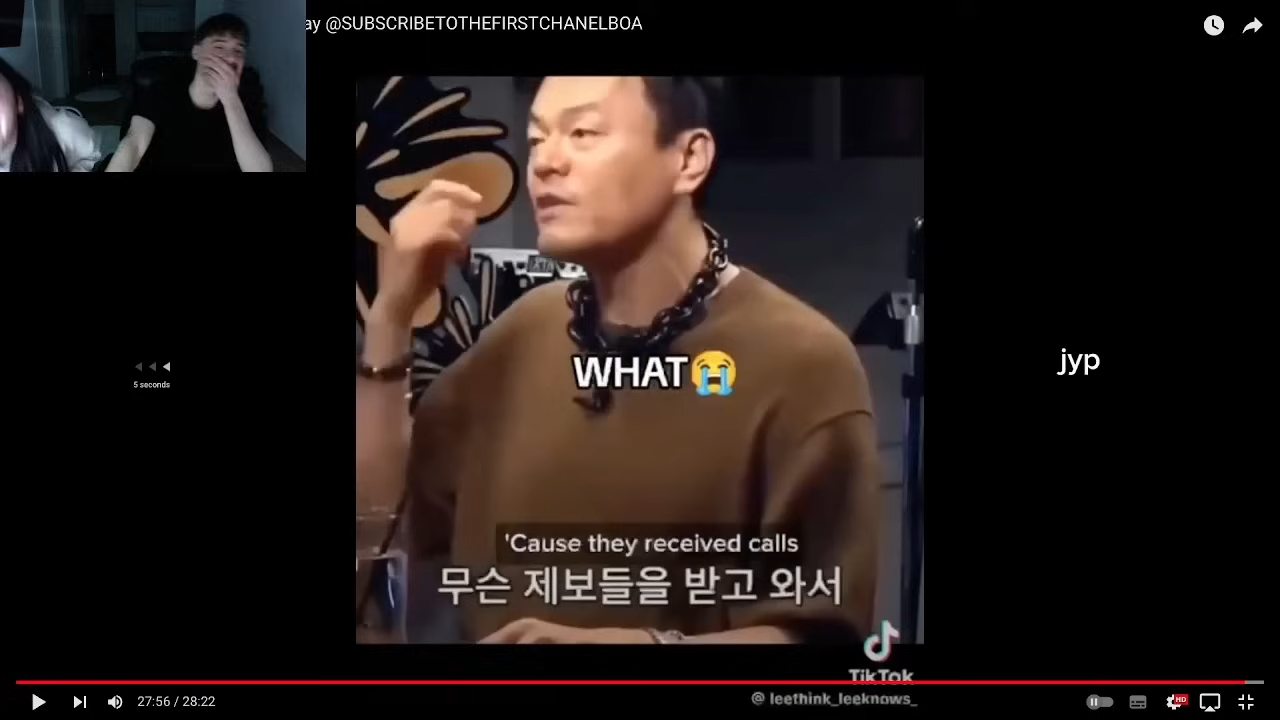 ay @SUBSCRIBETOTHEFIRSTCHANELBOA
WHAT😭
jyp
5 seconds
'Cause they received calls
무슨 제보들을 받고 와서
TikTok
@ leethink_leeknows_
27:56 / 28:22
HD